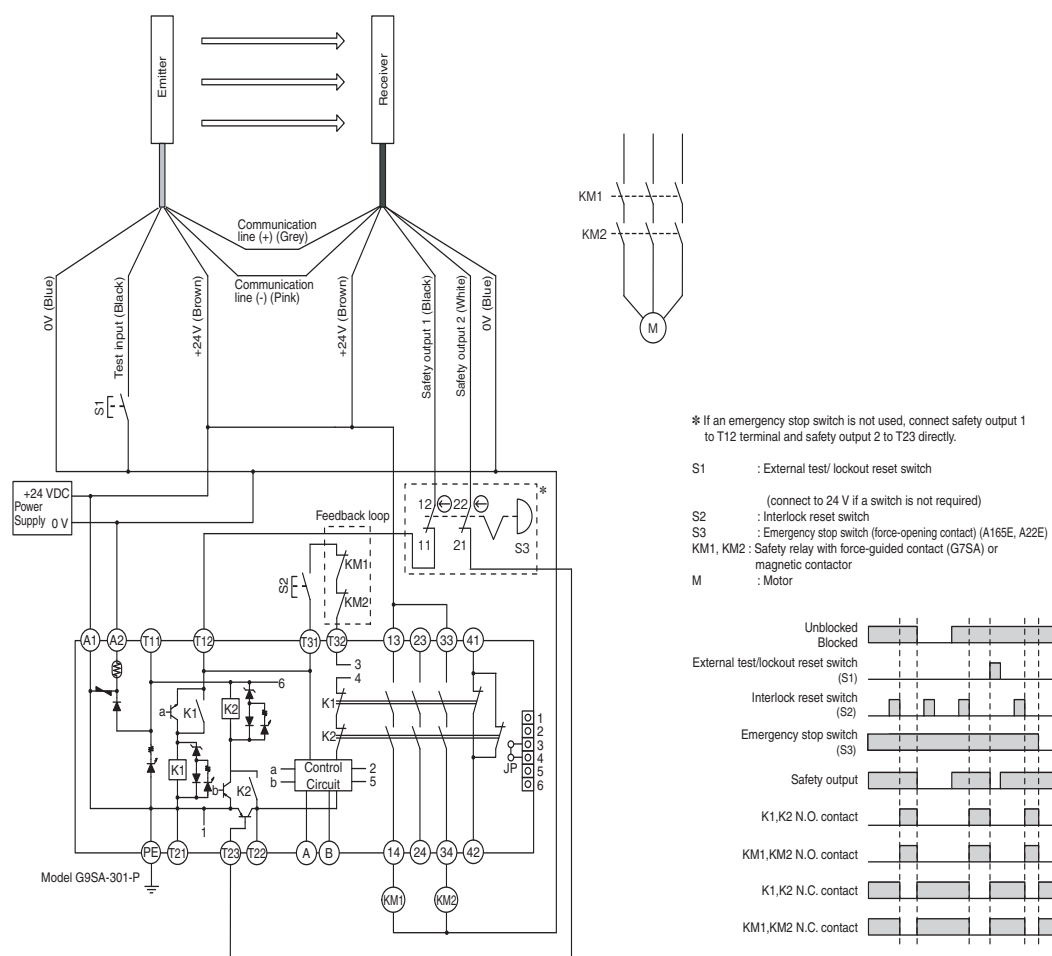 Emitter
Receiver
Communication
line (+) (Grey)
Communication
line (-) (Pink)
0V (Blue)
Test input (Black)
+24V (Brown)
+24V (Brown)
Safety output 1 (Black)
Safety output 2 (White)
0V (Blue)
KM1
KM2
M
S1
+24 VDC
Power
Supply 0 V
*
12
22
11
21
S3
Feedback loop
S2
KM1
KM2
A1
A2
T11
T12
T31
T32
13
23
33
41
3
4
6
a
K1
K2
K1
K2
1
2
3
4
5
6
JP
K1
b
K2
a
b
Control
Circuit
2
5
1
PE
T21
T23
T22
A
B
14
24
34
42
Model G9SA-301-P
KM1
KM2
* If an emergency stop switch is not used, connect safety output 1
to T12 terminal and safety output 2 to T23 directly.
S1 : External test/ lockout reset switch
(connect to 24 V if a switch is not required)
S2 : Interlock reset switch
S3 : Emergency stop switch (force-opening contact) (A165E, A22E)
KM1, KM2 : Safety relay with force-guided contact (G7SA) or
magnetic contactor
M : Motor
Unblocked
Blocked
External test/lockout reset switch
(S1)
Interlock reset switch
(S2)
Emergency stop switch
(S3)
Safety output
K1,K2 N.O. contact
KM1,KM2 N.O. contact
K1,K2 N.C. contact
KM1,KM2 N.C. contact